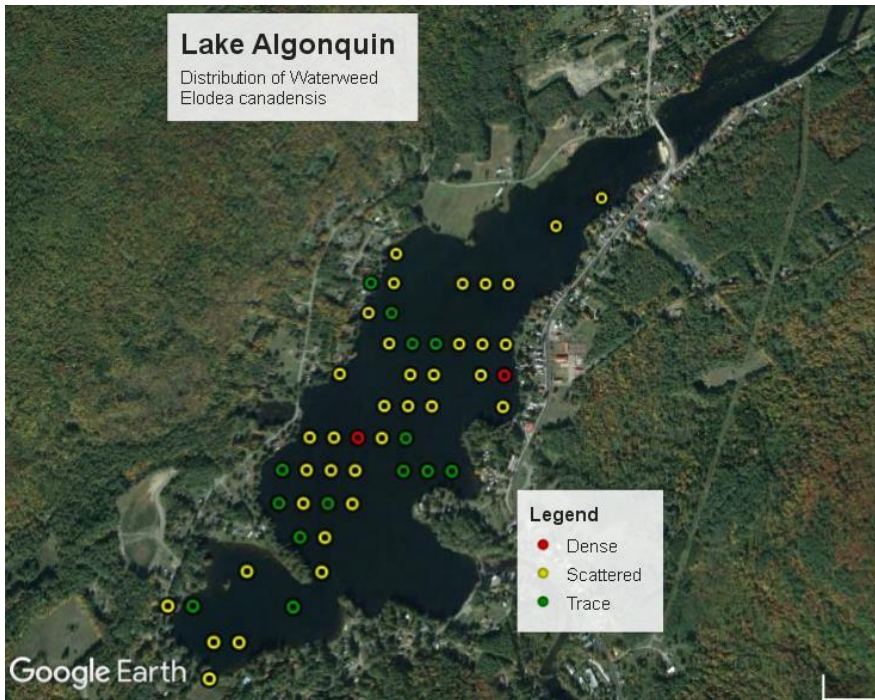 Lake Algonquin
Distribution of Waterweed
Elodea canadensis
Legend
Dense
Scattered
Trace
Google Earth